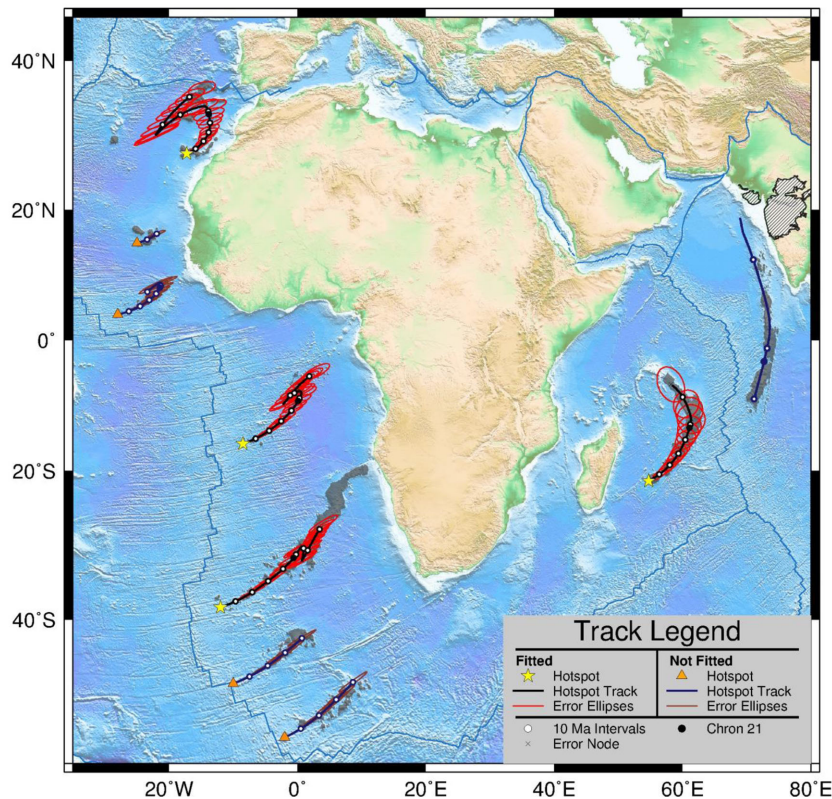 40°N
20°N
0°
20°S
40°S
20°W
0°
20°E
40°E
60°E
80°E
Track Legend
Fitted
Hotspot
Hotspot Track
Error Ellipses
Not Fitted
Hotspot
Hotspot Track
Error Ellipses
10 Ma Intervals
Chron 21
Error Node